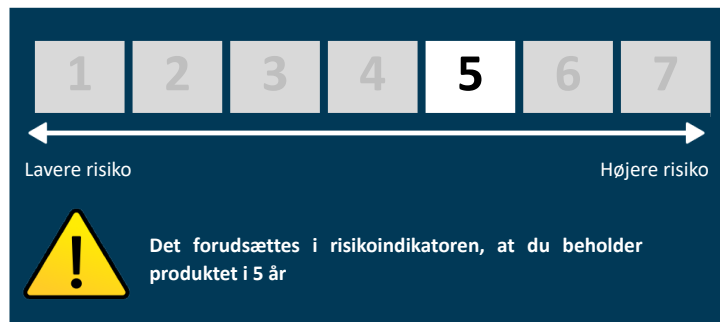 1 2 3 4 5 6 7
Lavere risiko Højere risiko
Det forudsættes i risikoindikatoren, at du beholder
produktet i 5 år